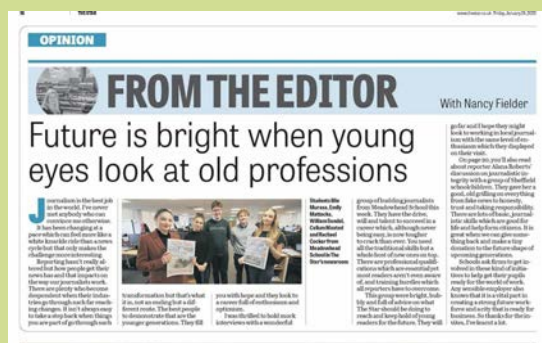 THE STAR
www.thestar.co.uk Friday, January 24, 2020
OPINION
FROM THE EDITOR
With Nancy Fielder
Future is bright when young
eyes look at old professions
Journalism is the best job
in the world. I've never
met anybody who can
convince me otherwise.
It has been changing at a
pace which can feel more like a
white knuckle ride than a news
cycle but that only makes the
challenge more interesting.
Reporting hasn't really al-
tered but how people get their
news has and that impacts on
the way our journalists work.
There are plenty who become
despondent when their indus-
tries go through such far reach-
ing changes. It isn't always easy
to take a step back when things
you are part of go through such
transformation but that's what
it is, not an ending but a dif-
ferent route. The best people
to demonstrate that are the
younger generations. They fill
you with hope and they look to
a career full of enthusiasm and
optimism.
I was thrilled to hold mock
interviews with a wonderful
Students
Emily
William
Callum
and Rachael
Cocker from
Meadowhead
School in The
Star's newsroom
group of budding journalists
from Meadowhead School this
week. They have the drive,
skill and talent to succeed in a
career which, although never
being easy, is now tougher
to crack than ever. You need
all the traditional skills but a
whole host of new ones on top.
There are professional qualifi-
cations which are essential yet
most readers aren't even aware
of, and training hurdles which
all reporters have to overcome.
This group were bright, bub-
bly and full of advice on what
The Star should be doing to
reach and keep hold of young
readers for the future. They will
go far and I hope they might
look to working in local journal-
ism with the same level of en-
thusiasm which they displayed
on their visit.
On page 20, you'll also read
about reporter Alana Roberts'
discussion on journalistic in-
tegrity with a group of Sheffield
schoolchildren. They gave her a
good, old grilling on everything
from fake news to honesty,
trust and taking responsibility.
There are lots of basic, journal-
istic skills which are good for
life and help form citizens. It is
great when we can give some-
thing back and make a tiny
donation to the future shape of
upcoming generations.
Schools ask firms to get in-
volved in these kind of initia-
tives to help get their pupils
ready for the world of work.
Any sensible employer also
knows that it is a vital part in
creating a strong future work-
force and a city that is ready for
business. So thanks for the in-
vites, I've learnt a lot.